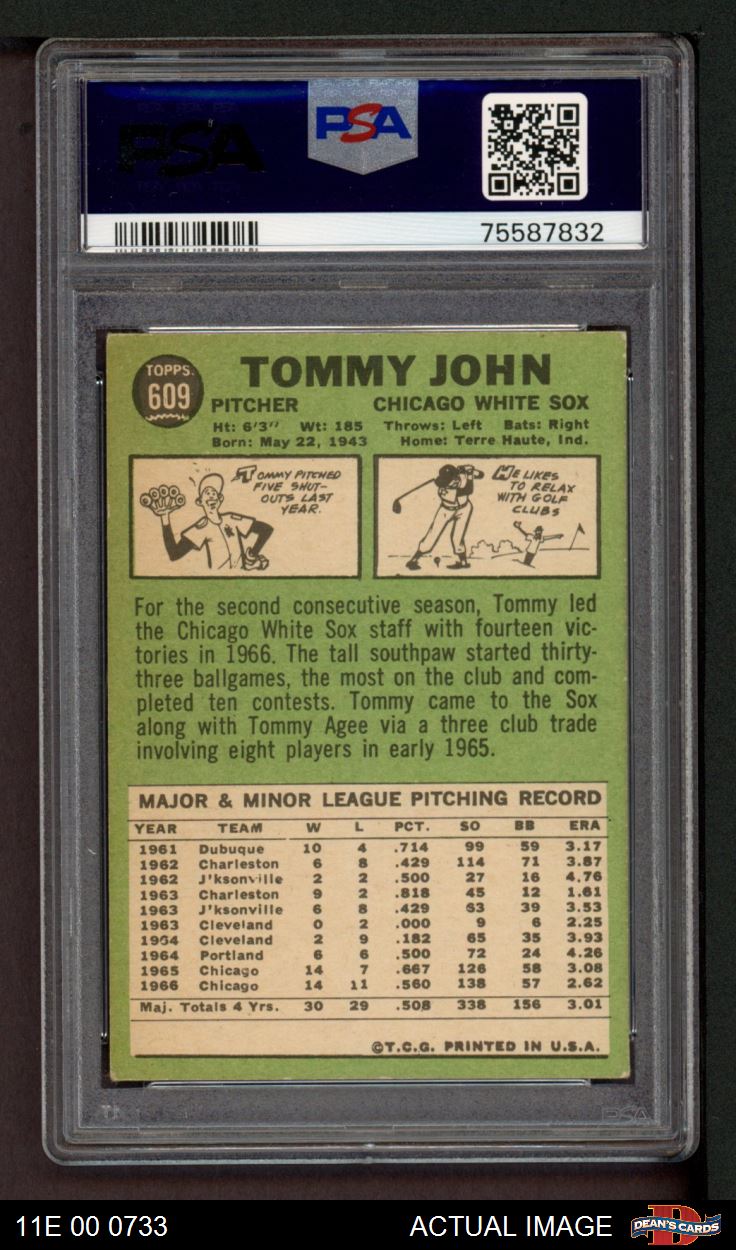 PSA
PSA
75587832
TOPPS.
609
TOMMY JOHN
PITCHER CHICAGO WHITE SOX
Ht: 6'3" Wt: 185 Throws: Left Bats: Right
Born: May 22, 1943 Home: Terre Haute, Ind.
TOMMY PITCHED
FIVE SHUT-
OUTS LAST
YEAR.
HE LIKES
TO RELAX
WITH GOLF
CLUBS
For the second consecutive season, Tommy led
the Chicago White Sox staff with fourteen vic-
tories in 1966. The tall southpaw started thirty-
three ballgames, the most on the club and com-
pleted ten contests. Tommy came to the Sox
along with Tommy Agee via a three club trade
involving eight players in early 1965.
MAJOR & MINOR LEAGUE PITCHING RECORD
YEAR TEAM W L PCT. SO BB ERA
1961 Dubuque 10 4 .714 99 59 3.17
1962 Charleston 6 8 .429 114 71 3.87
1962 J'ksonville 2 2 .500 27 16 4.76
1963 Charleston 9 2 .818 45 12 1.61
1963 J'ksonville 6 8 .429 63 39 3.53
1963 Cleveland 0 2 .000 9 6 2.25
1964 Cleveland 2 9 .182 65 35 3.93
1964 Portland 6 6 .500 72 24 4.26
1965 Chicago 14 7 .667 126 58 3.08
1966 Chicago 14 11 .560 138 57 2.62
Maj. Totals 4 Yrs. 30 29 .508 338 156 3.01
©T.C.G. PRINTED IN U.S.A.
PSA
11E 00 0733 ACTUAL IMAGE DEAN'S CARDS